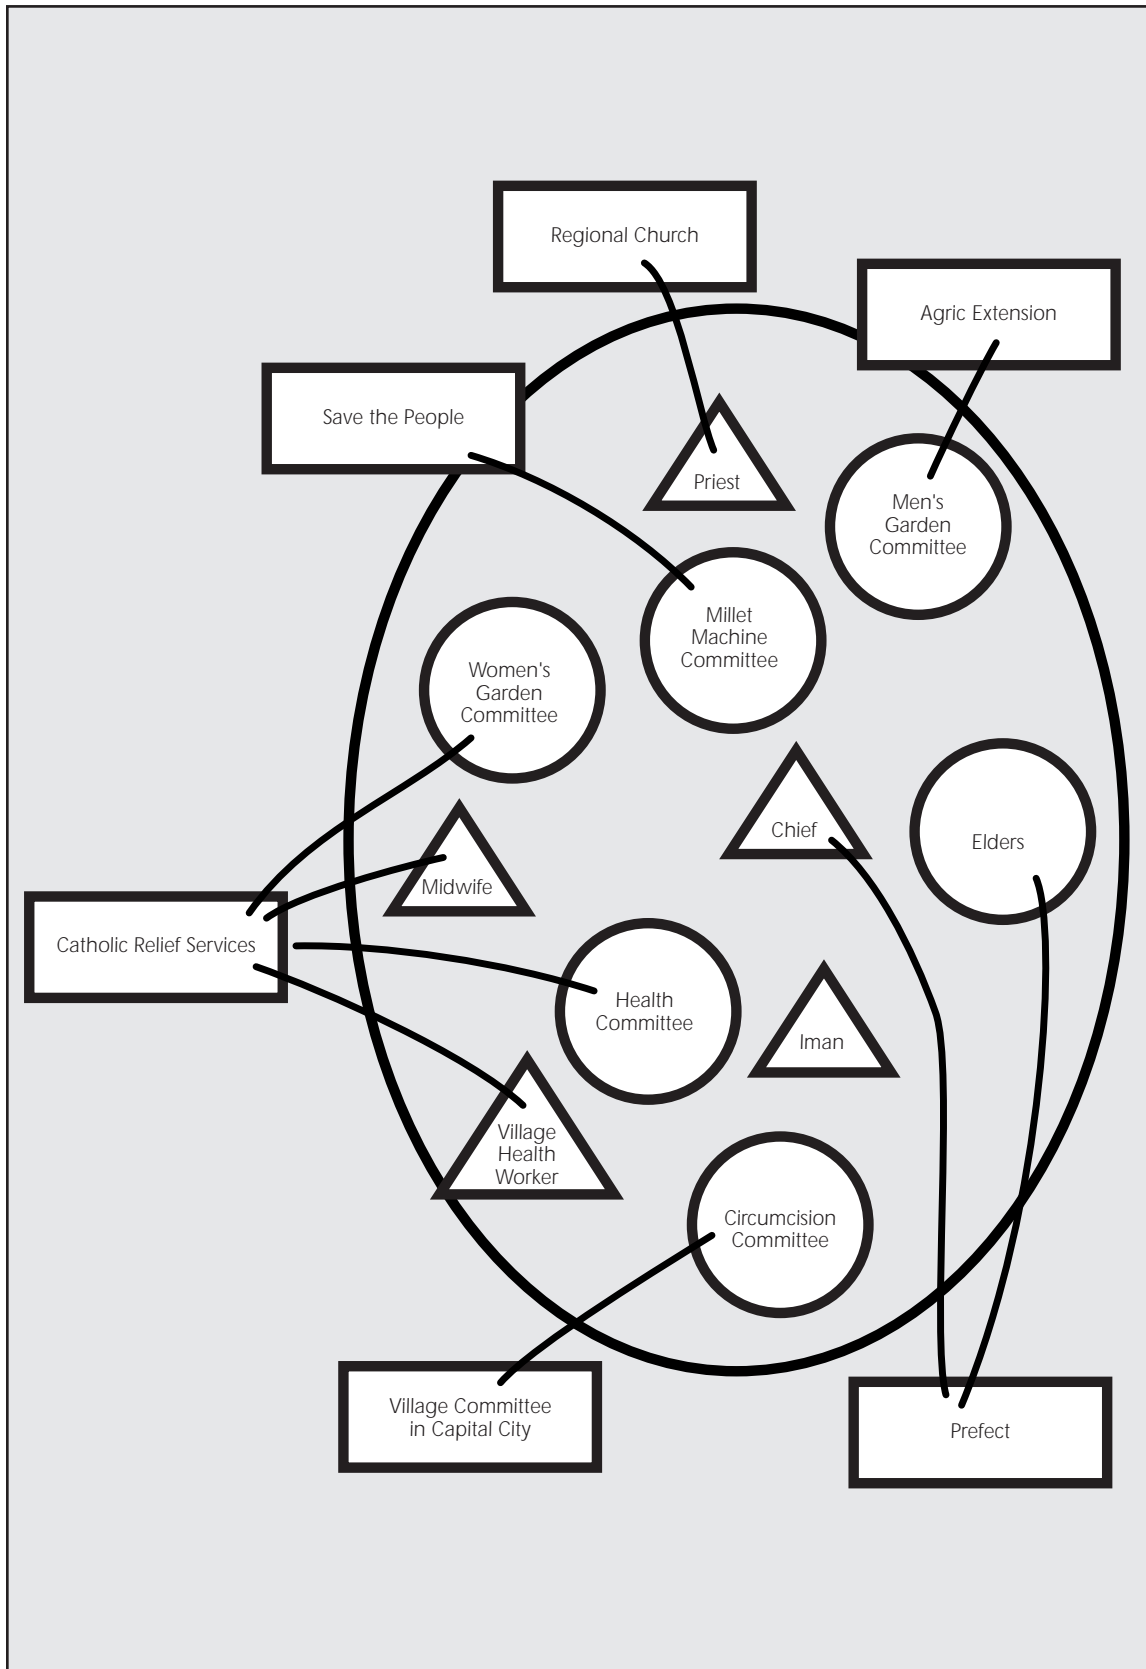 Regional Church
Agric Extension
Save the People
Priest
Men's
Garden
Committee
Millet
Machine
Committee
Women's
Garden
Committee
Chief
Elders
Midwife
Catholic Relief Services
Health
Committee
Iman
Village
Health
Worker
Circumcision
Committee
Village Committee
in Capital City
Prefect